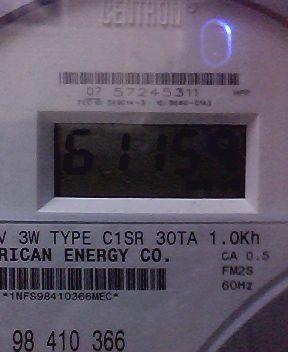 CENTRON
07 57245311
61159
V 3W TYPE C1SR 30TA 1.0Kh
RICAN ENERGY CO.
CA 0.5
FM2S
60Hz
*1NFS98410366MEC*
98 410 366